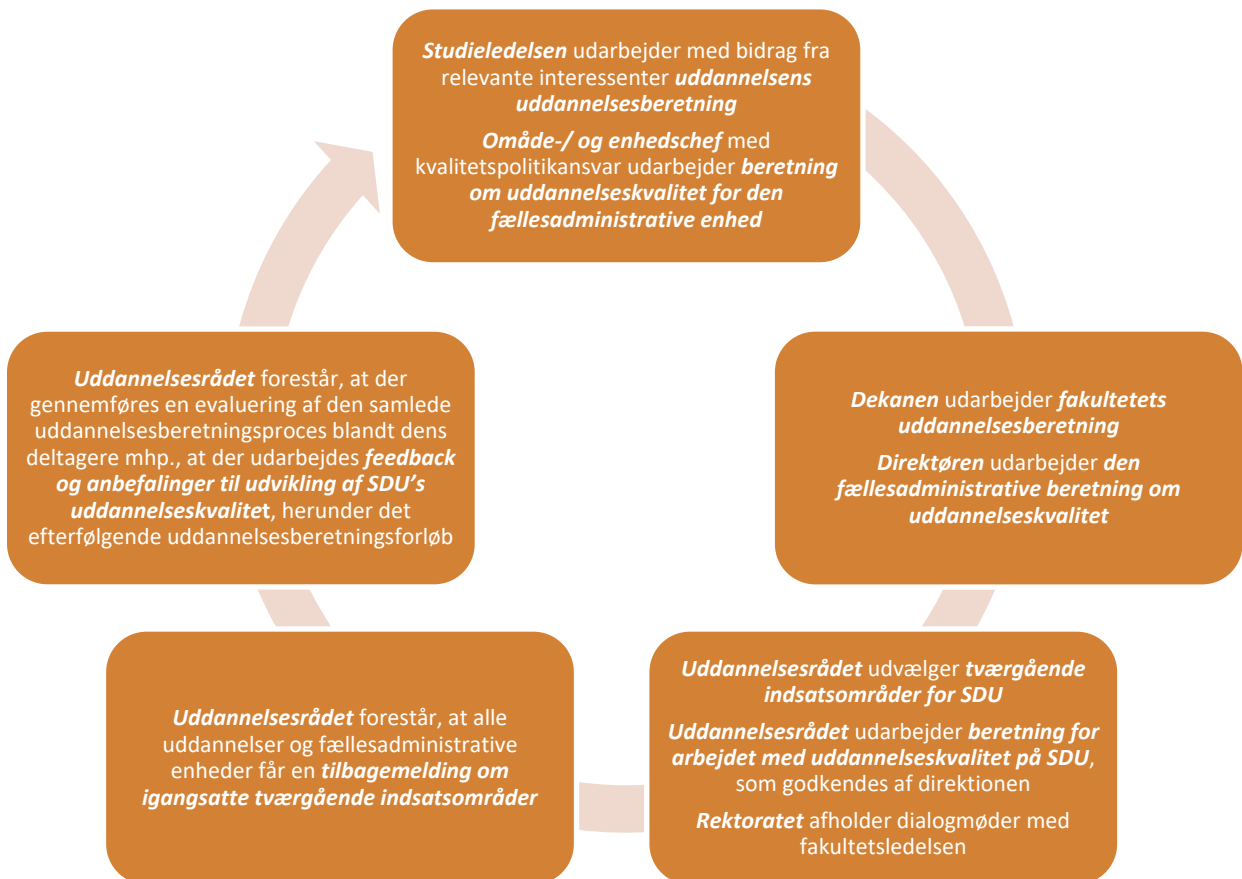 Studieledelsen udarbejder med bidrag fra
relevante interessenter uddannelsens
uddannelsesberetning
Omåde-/ og enhedschef med
kvalitetspolitikansvar udarbejder beretning
om uddannelseskvalitet for den
fællesadministrative enhed
Dekanen udarbejder fakultetets
uddannelsesberetning
Direktøren udarbejder den
fællesadministrative beretning om
uddannelseskvalitet
Uddannelsesrådet udvælger tværgående
indsatsområder for SDU
Uddannelsesrådet udarbejder beretning for
arbejdet med uddannelseskvalitet på SDU,
som godkendes af direktionen
Rektoratet afholder dialogmøder med
fakultetsledelsen
Uddannelsesrådet forestår, at alle
uddannelser og fællesadministrative
enheder får en tilbagemelding om
igangsatte tværgående indsatsområder
Uddannelsesrådet forestår, at der
gennemføres en evaluering af den samlede
uddannelsesberetningsproces blandt dens
deltagere mhp., at der udarbejdes feedback
og anbefalinger til udvikling af SDU's
uddannelseskvalitet, herunder det
efterfølgende uddannelsesberetningsforløb